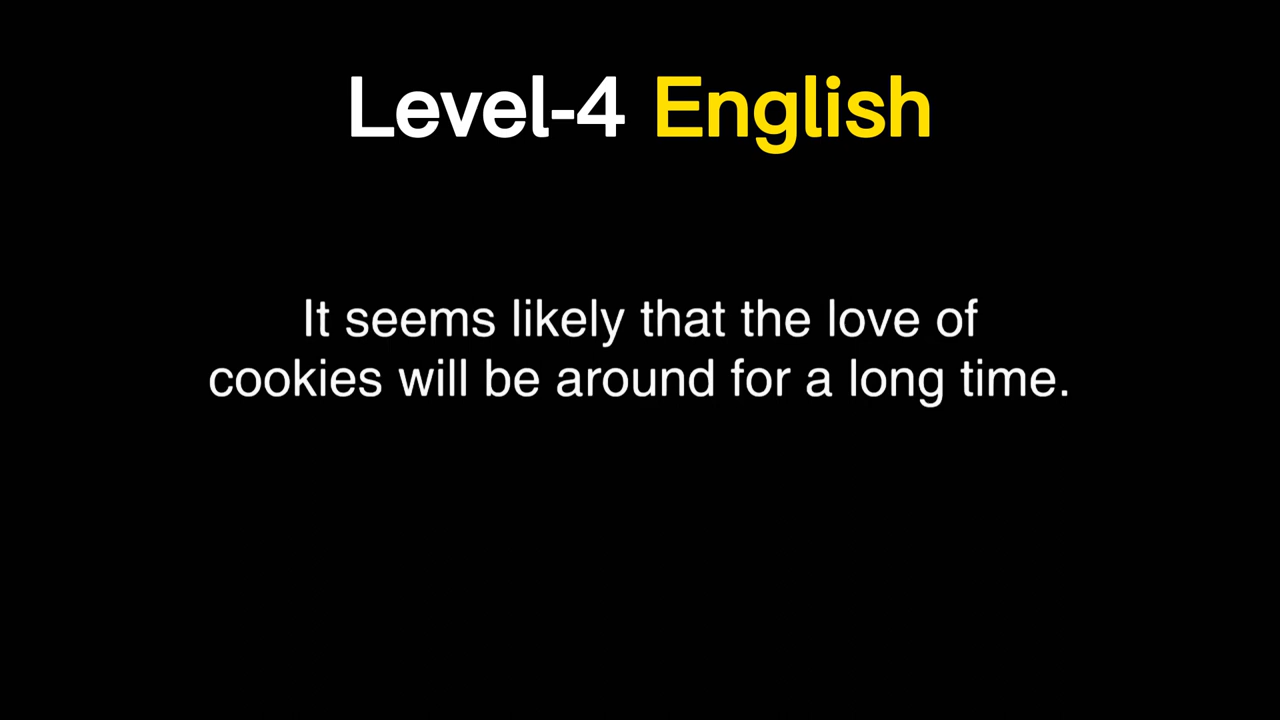 Level-4 English
It seems likely that the love of
cookies will be around for a long time.